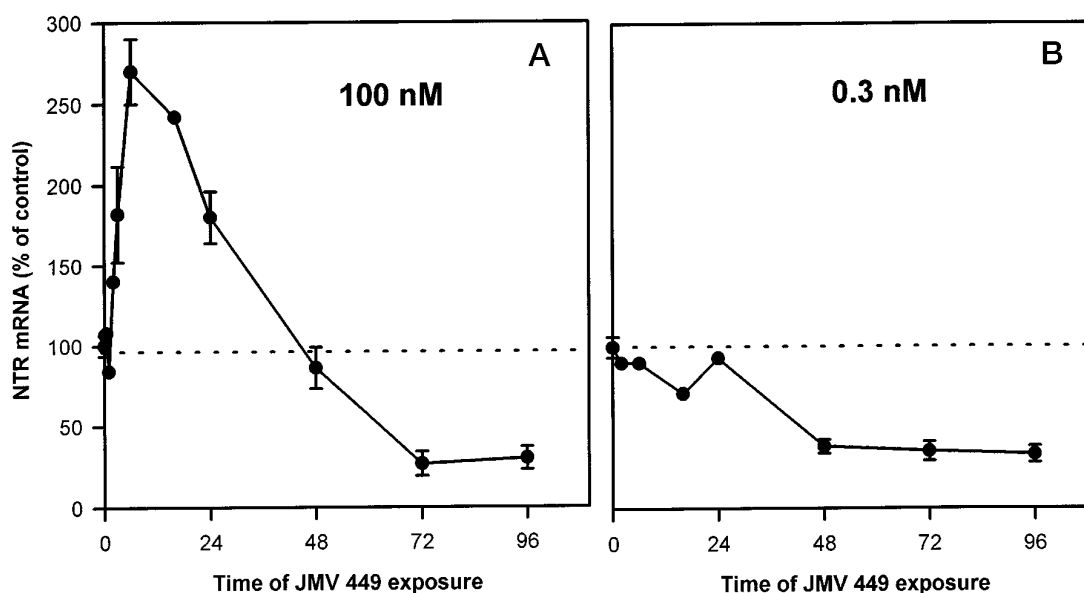 A
B
100 nM
0.3 nM
NTR mRNA (% of control)
300
250
200
150
100
50
0
0 24 48 72 96
0 24 48 72 96
Time of JMV 449 exposure
Time of JMV 449 exposure